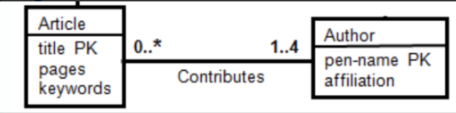 Article
title PK
pages
keywords
0..*
1..4
Contributes
Author
pen-name PK
affiliation